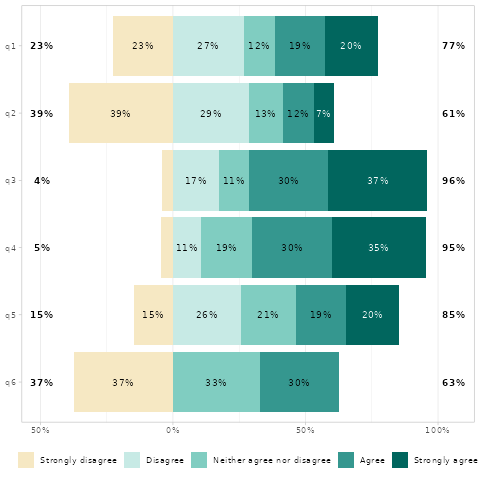 q1 23% 23% 27% 12% 19% 20% 77%
q2 39% 39% 29% 13% 12% 7% 61%
q3 4% 17% 11% 30% 37% 96%
q4 5% 11% 19% 30% 35% 95%
q5 15% 15% 26% 21% 19% 20% 85%
q6 37% 37% 33% 30% 63%
50% 0% 50% 100%
Strongly disagree Disagree Neither agree nor disagree Agree Strongly agree